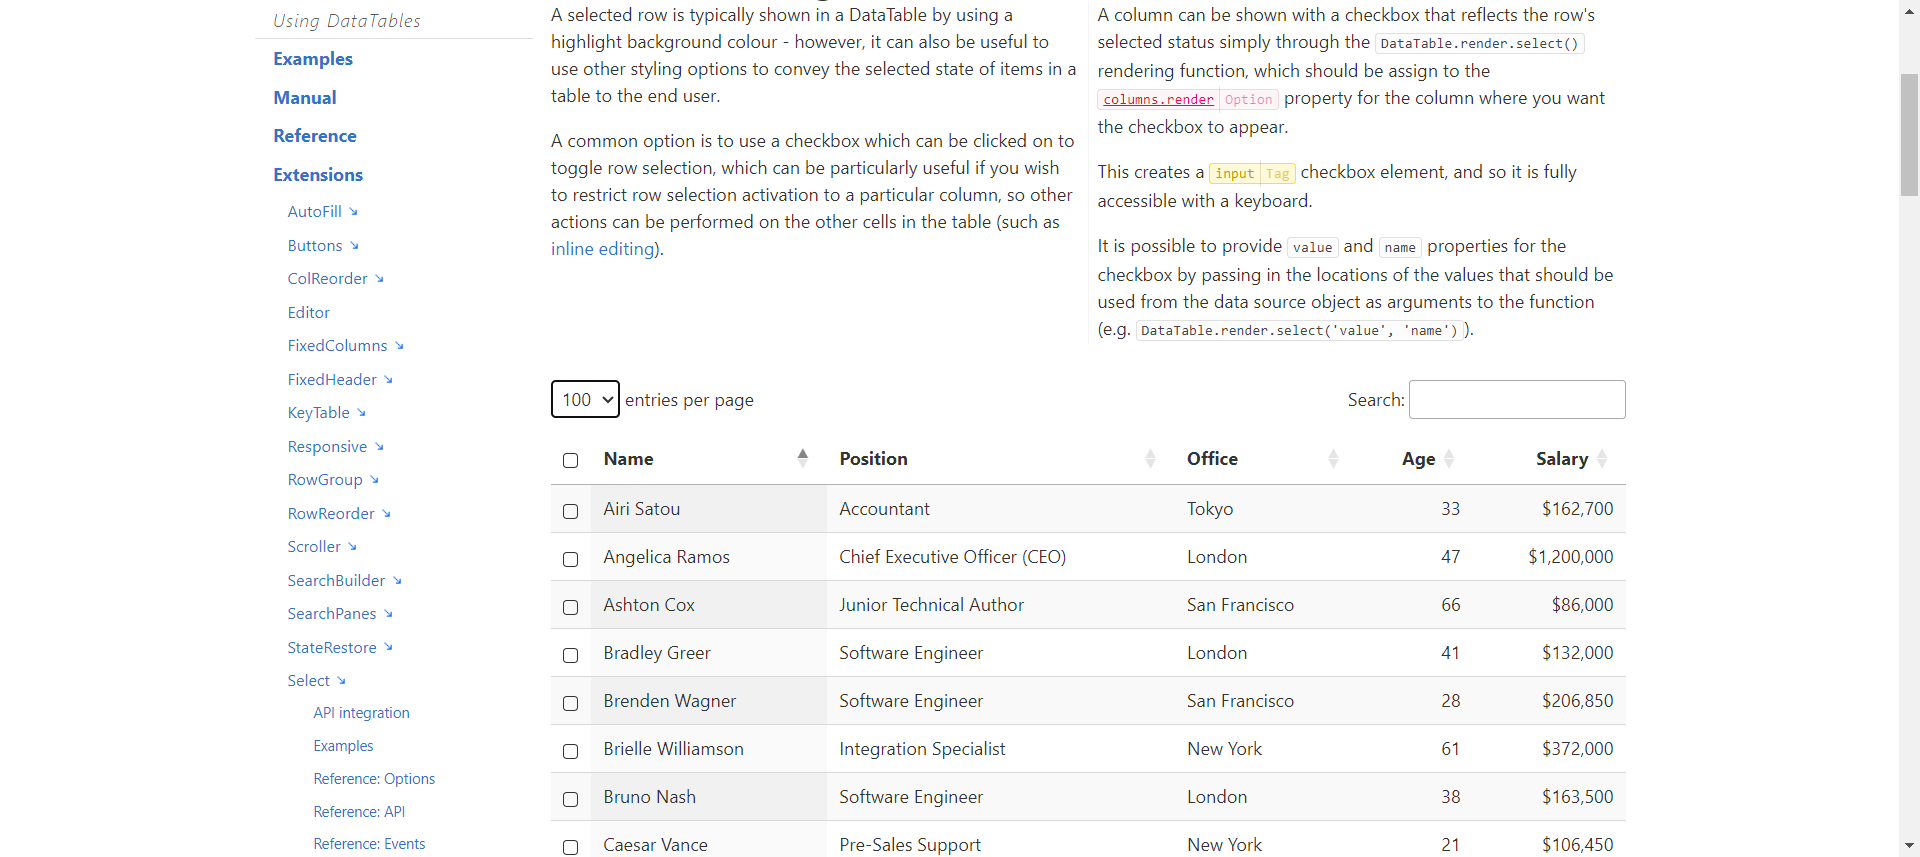 Using DataTables
Examples
Manual
Reference
Extensions
AutoFill ↘
Buttons ↘
ColReorder ↘
Editor
FixedColumns ↘
FixedHeader ↘
KeyTable ↘
Responsive ↘
RowGroup ↘
RowReorder ↘
Scroller ↘
SearchBuilder ↘
SearchPanes ↘
StateRestore ↘
Select ↘
API integration
Examples
Reference: Options
Reference: API
Reference: Events
A selected row is typically shown in a DataTable by using a
highlight background colour - however, it can also be useful to
use other styling options to convey the selected state of items in a
table to the end user.
A common option is to use a checkbox which can be clicked on to
toggle row selection, which can be particularly useful if you wish
to restrict row selection activation to a particular column, so other
actions can be performed on the other cells in the table (such as
inline editing).
A column can be shown with a checkbox that reflects the row's
selected status simply through the DataTable.render.select()
rendering function, which should be assign to the
columns.render Option property for the column where you want
the checkbox to appear.
This creates a input Tag checkbox element, and so it is fully
accessible with a keyboard.
It is possible to provide value and name properties for the
checkbox by passing in the locations of the values that should be
used from the data source object as arguments to the function
(e.g. DataTable.render.select('value', 'name') ).
100 entries per page Search:
Name Position Office Age Salary
Airi Satou Accountant Tokyo 33 $162,700
Angelica Ramos Chief Executive Officer (CEO) London 47 $1,200,000
Ashton Cox Junior Technical Author San Francisco 66 $86,000
Bradley Greer Software Engineer London 41 $132,000
Brenden Wagner Software Engineer San Francisco 28 $206,850
Brielle Williamson Integration Specialist New York 61 $372,000
Bruno Nash Software Engineer London 38 $163,500
Caesar Vance Pre-Sales Support New York 21 $106,450